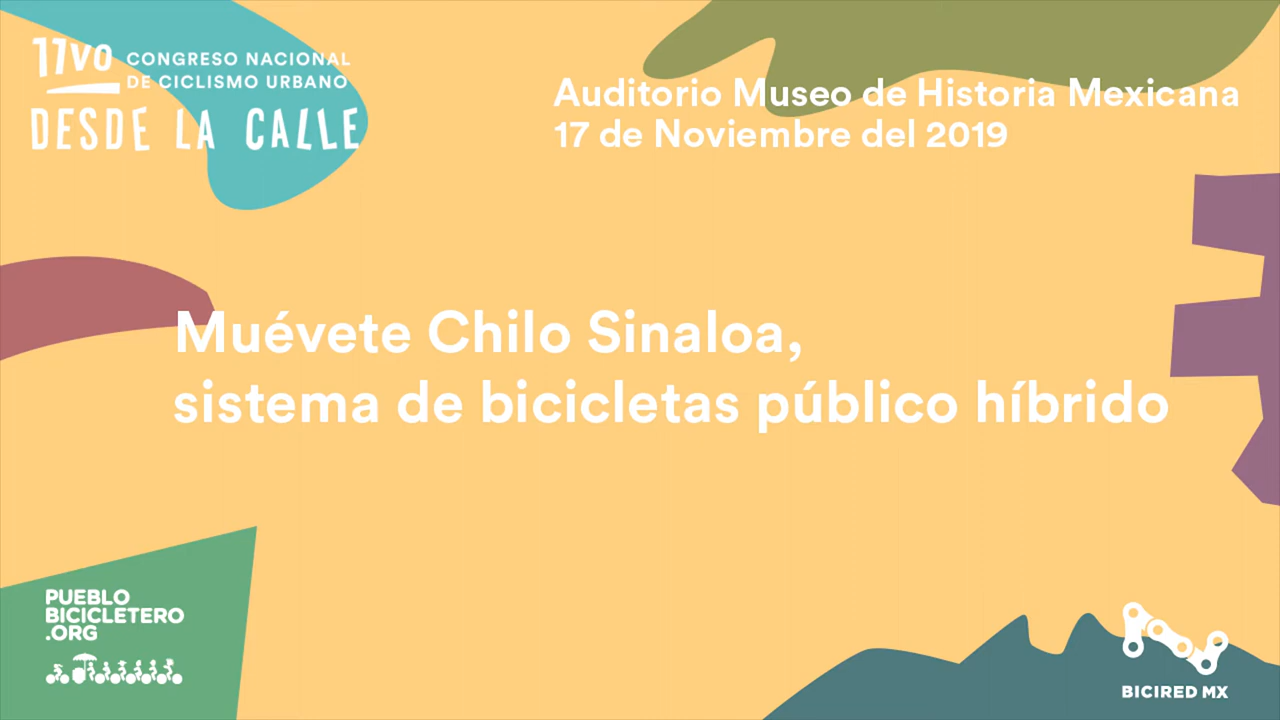 11vo CONGRESO NACIONAL
DE CICLISMO URBANO
DESDE LA CALLE
Auditorio Museo de Historia Mexicana
17 de Noviembre del 2019
Muévete Chilo Sinaloa,
sistema de bicicletas público híbrido
PUEBLO
BICICLETERO
.ORG
BICIRED MX